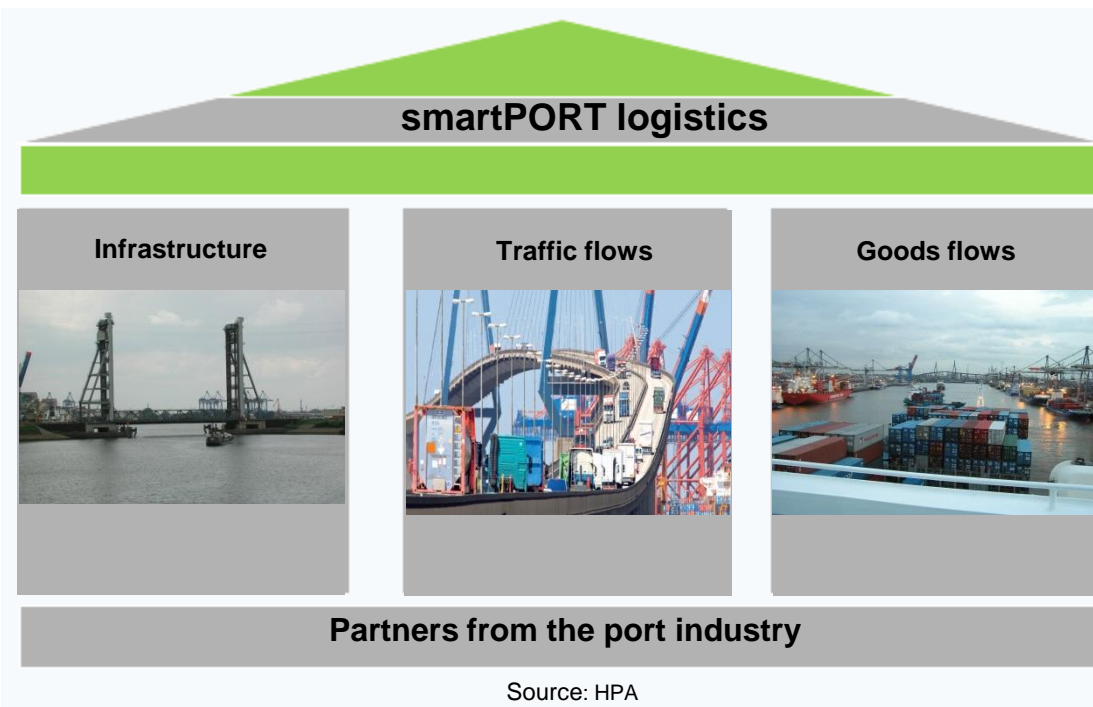 smartPORT logistics
Infrastructure
Traffic flows
Goods flows
Partners from the port industry
Source: HPA